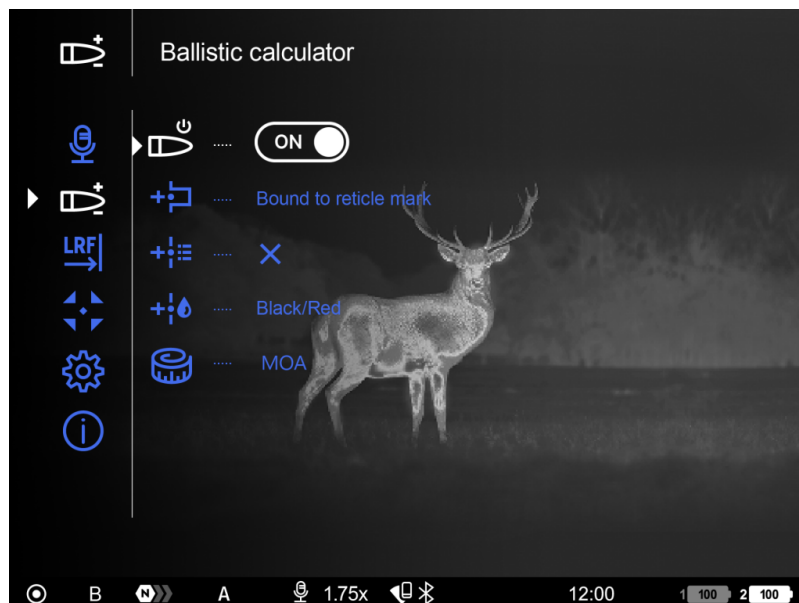 Ballistic calculator
ON
Bound to reticle mark
LRF
Black/Red
MOA
B N A 1.75x 12:00 1 100 2 100